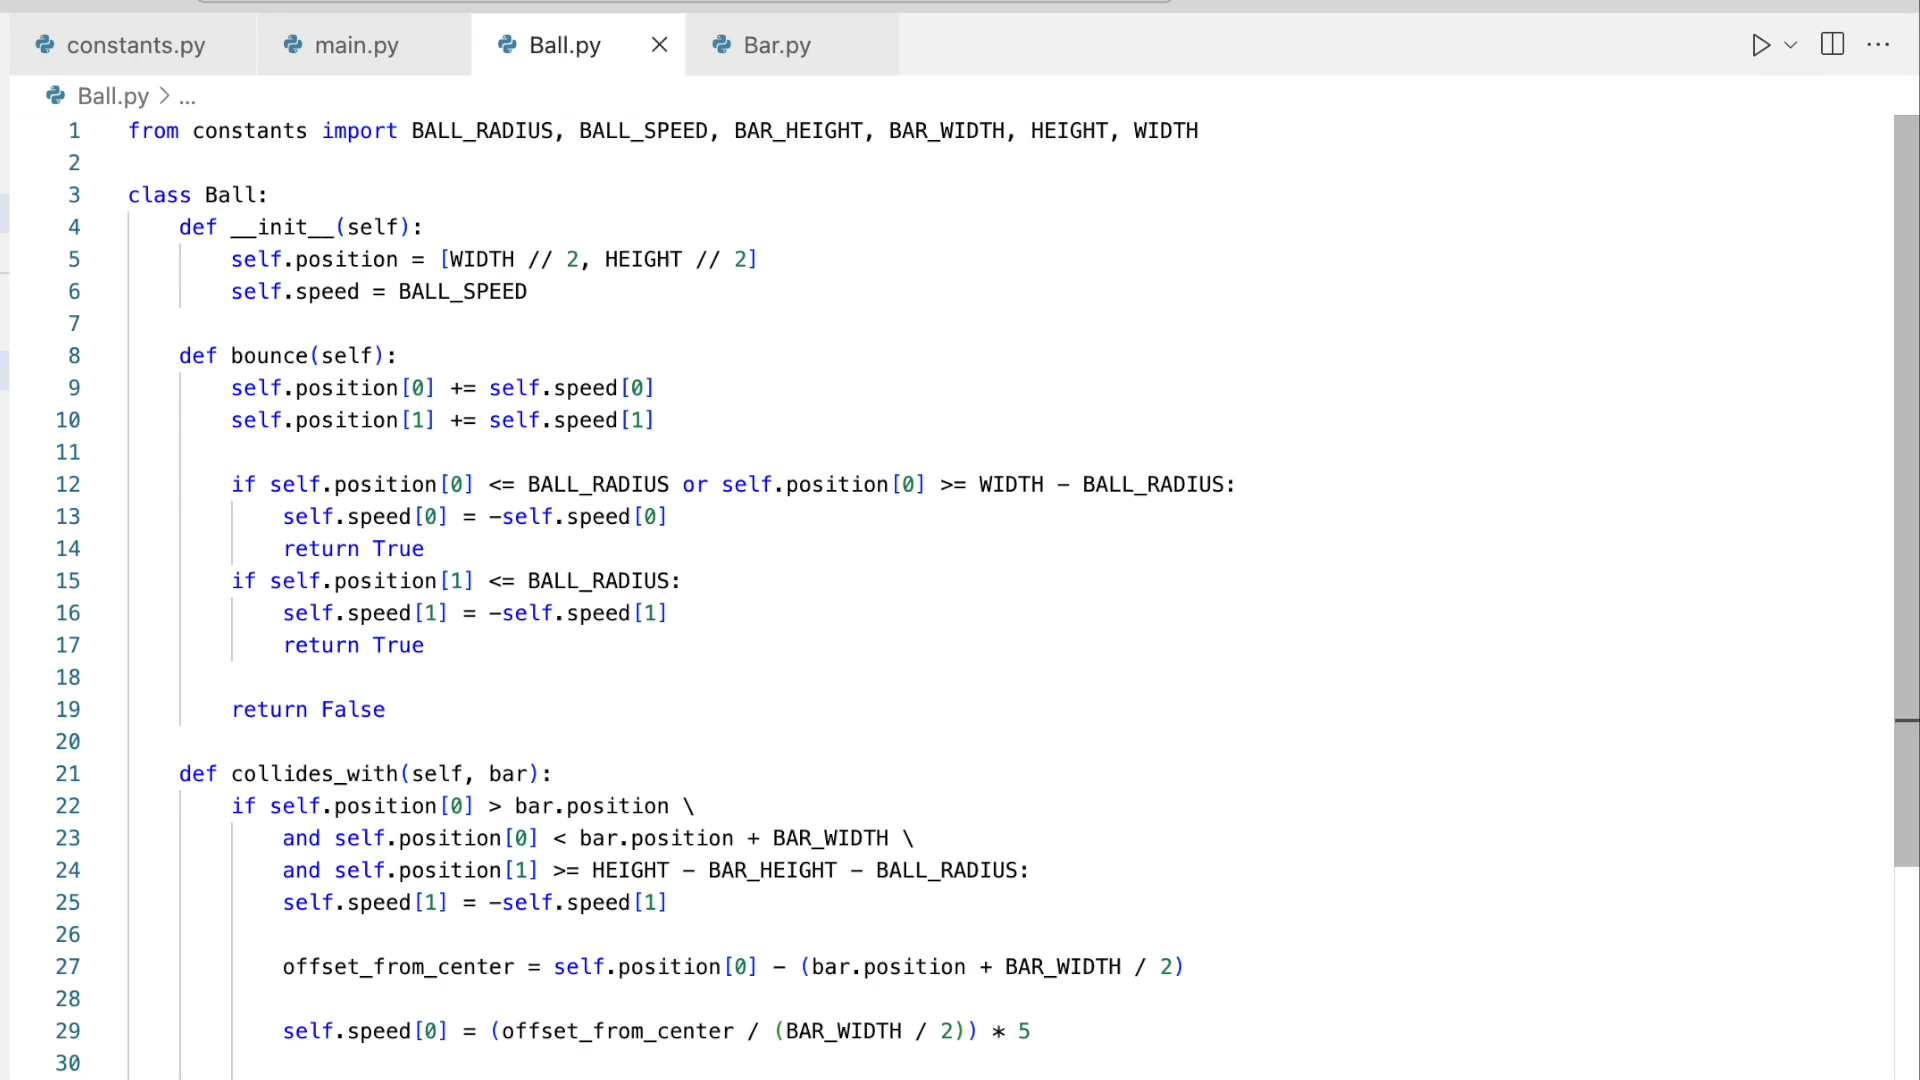 constants.py main.py Ball.py Bar.py
Ball.py > ...
1 from constants import BALL_RADIUS, BALL_SPEED, BAR_HEIGHT, BAR_WIDTH, HEIGHT, WIDTH
2
3 class Ball:
4 def __init__(self):
5 self.position = [WIDTH // 2, HEIGHT // 2]
6 self.speed = BALL_SPEED
7
8 def bounce(self):
9 self.position[0] += self.speed[0]
10 self.position[1] += self.speed[1]
11
12 if self.position[0] <= BALL_RADIUS or self.position[0] >= WIDTH - BALL_RADIUS:
13 self.speed[0] = -self.speed[0]
14 return True
15 if self.position[1] <= BALL_RADIUS:
16 self.speed[1] = -self.speed[1]
17 return True
18
19 return False
20
21 def collides_with(self, bar):
22 if self.position[0] > bar.position \
23 and self.position[0] < bar.position + BAR_WIDTH \
24 and self.position[1] >= HEIGHT - BAR_HEIGHT - BALL_RADIUS:
25 self.speed[1] = -self.speed[1]
26
27 offset_from_center = self.position[0] - (bar.position + BAR_WIDTH / 2)
28
29 self.speed[0] = (offset_from_center / (BAR_WIDTH / 2)) * 5
30